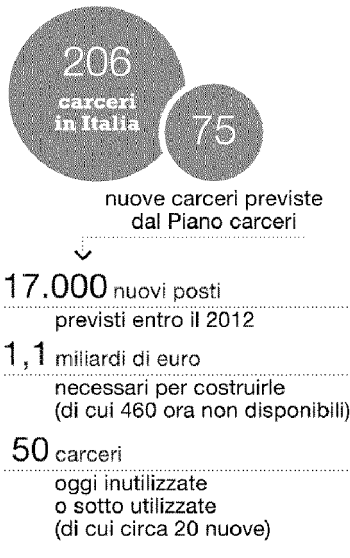 206
carceri
in Italia
75
nuove carceri previste
dal Piano carceri
17.000 nuovi posti
previsti entro il 2012
1,1 miliardi di euro
necessari per costruirle
(di cui 460 ora non disponibili)
50 carceri
oggi inutilizzate
o sotto utilizzate
(di cui circa 20 nuove)